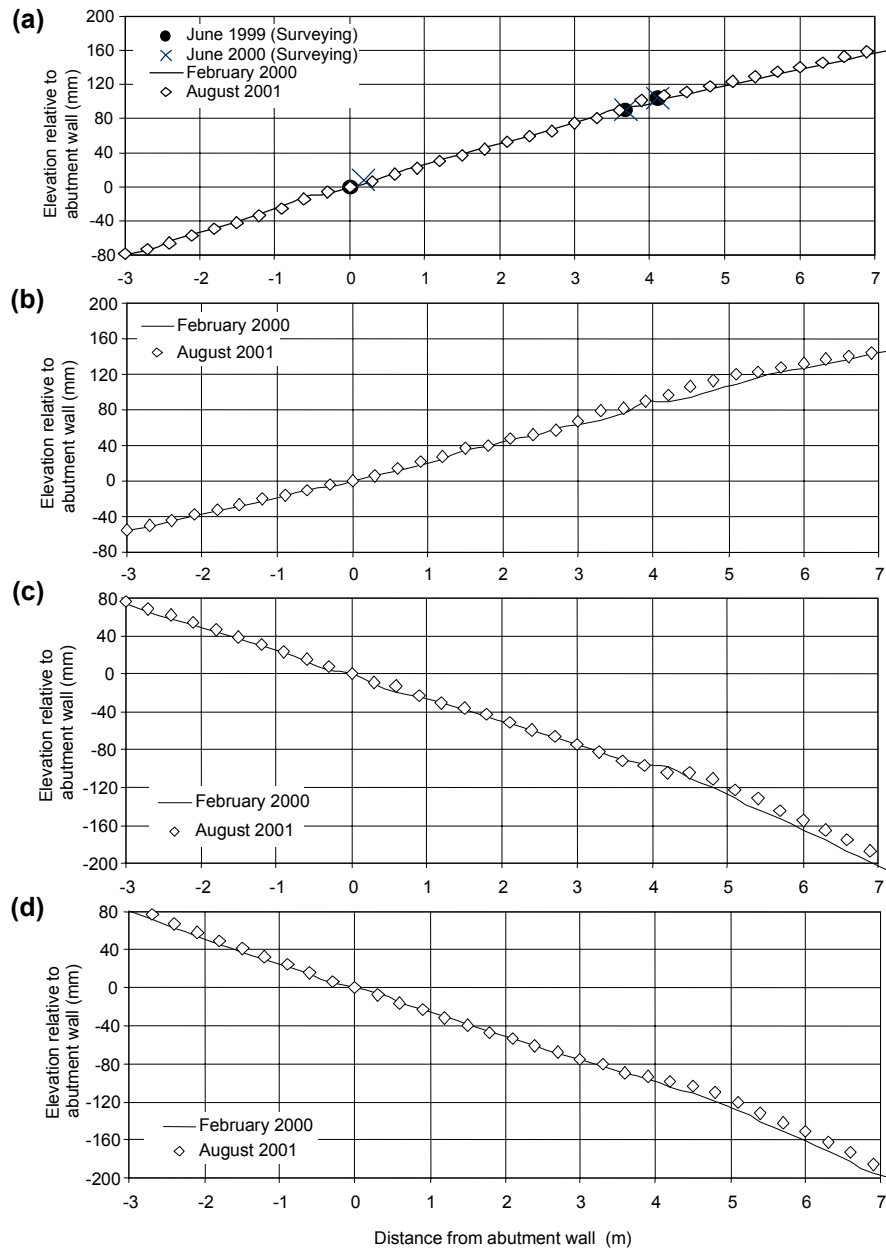 (a)
200
160
120
80
40
0
-40
-80
Elevation relative to
abutment wall (mm)
June 1999 (Surveying)
June 2000 (Surveying)
February 2000
August 2001
-3 -2 -1 0 1 2 3 4 5 6 7
(b)
200
160
120
80
40
0
-40
-80
Elevation relative to
abutment wall (mm)
February 2000
August 2001
-3 -2 -1 0 1 2 3 4 5 6 7
(c)
80
40
0
-40
-80
-120
-160
-200
Elevation relative to
abutment wall (mm)
February 2000
August 2001
-3 -2 -1 0 1 2 3 4 5 6 7
(d)
80
40
0
-40
-80
-120
-160
-200
Elevation relative to
abutment wall (mm)
February 2000
August 2001
-3 -2 -1 0 1 2 3 4 5 6 7
Distance from abutment wall (m)